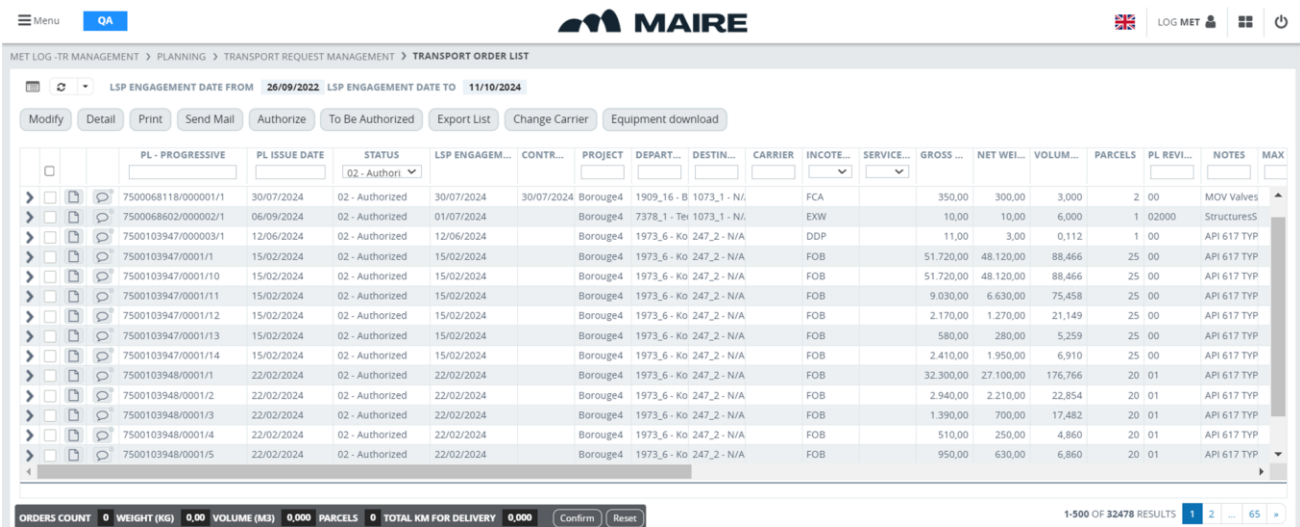 Menu QA MAIRE LOG MET
MET LOG -TR MANAGEMENT PLANNING TRANSPORT REQUEST MANAGEMENT TRANSPORT ORDER LIST
LSP ENGAGEMENT DATE FROM 26/09/2022 LSP ENGAGEMENT DATE TO 11/10/2024
Modify Detail Print Send Mail Authorize To Be Authorized Export List Change Carrier Equipment download
PL - PROGRESSIVE PL ISSUE DATE STATUS LSP ENGAGEM... CONTR... PROJECT DEPART... DESTIN... CARRIER INCOTE... SERVICE... GROSS ... NET WEI... VOLUM... PARCELS PL REVI... NOTES MAX
02 - Authori
7500068118/000001/1 30/07/2024 02 - Authorized 30/07/2024 30/07/2024 Borouge4 1909_16 - B 1073_1 - N/ FCA 350,00 300,00 3,000 2 00 MOV Valves
7500068602/000002/1 06/09/2024 02 - Authorized 01/07/2024 Borouge4 7378_1 - Te 1073_1 - N/ EXW 10,00 10,00 6,000 1 02000 StructuresS
7500103947/000003/1 12/06/2024 02 - Authorized 12/06/2024 Borouge4 1973_6 - Ko 247_2 - N/A DDP 11,00 3,00 0,112 1 00 API 617 TYP
7500103947/0001/1 15/02/2024 02 - Authorized 15/02/2024 Borouge4 1973_6 - Ko 247_2 - N/A FOB 51.720,00 48.120,00 88,466 25 00 API 617 TYP
7500103947/0001/10 15/02/2024 02 - Authorized 15/02/2024 Borouge4 1973_6 - Ko 247_2 - N/A FOB 51.720,00 48.120,00 88,466 25 00 API 617 TYP
7500103947/0001/11 15/02/2024 02 - Authorized 15/02/2024 Borouge4 1973_6 - Ko 247_2 - N/A FOB 9.030,00 6.630,00 75,458 25 00 API 617 TYP
7500103947/0001/12 15/02/2024 02 - Authorized 15/02/2024 Borouge4 1973_6 - Ko 247_2 - N/A FOB 2.170,00 1.270,00 21,149 25 00 API 617 TYP
7500103947/0001/13 15/02/2024 02 - Authorized 15/02/2024 Borouge4 1973_6 - Ko 247_2 - N/A FOB 580,00 280,00 5,259 25 00 API 617 TYP
7500103947/0001/14 15/02/2024 02 - Authorized 15/02/2024 Borouge4 1973_6 - Ko 247_2 - N/A FOB 2.410,00 1.950,00 6,910 25 00 API 617 TYP
7500103948/0001/1 22/02/2024 02 - Authorized 22/02/2024 Borouge4 1973_6 - Ko 247_2 - N/A FOB 32.300,00 27.100,00 176,766 20 01 API 617 TYP
7500103948/0001/2 22/02/2024 02 - Authorized 22/02/2024 Borouge4 1973_6 - Ko 247_2 - N/A FOB 2.940,00 2.210,00 22,854 20 01 API 617 TYP
7500103948/0001/3 22/02/2024 02 - Authorized 22/02/2024 Borouge4 1973_6 - Ko 247_2 - N/A FOB 1.390,00 700,00 17,482 20 01 API 617 TYP
7500103948/0001/4 22/02/2024 02 - Authorized 22/02/2024 Borouge4 1973_6 - Ko 247_2 - N/A FOB 510,00 250,00 4,860 20 01 API 617 TYP
7500103948/0001/5 22/02/2024 02 - Authorized 22/02/2024 Borouge4 1973_6 - Ko 247_2 - N/A FOB 950,00 630,00 6,860 20 01 API 617 TYP
ORDERS COUNT 0 WEIGHT (KG) 0,00 VOLUME (M3) 0,000 PARCELS 0 TOTAL KM FOR DELIVERY 0,000 Confirm Reset 1-500 OF 32478 RESULTS 1 2 ... 65 »